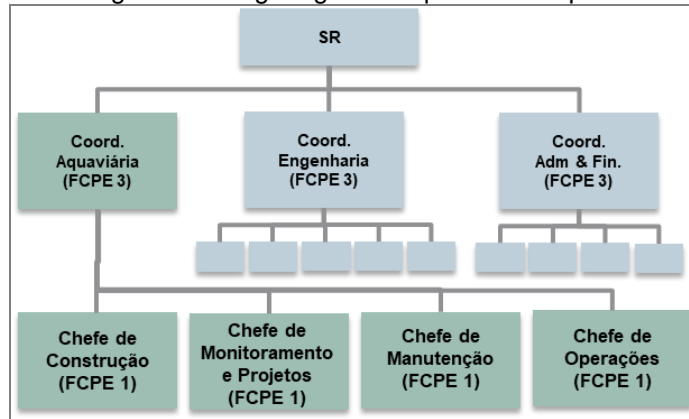 SR
Coord.
Aquaviária
(FCPE 3)
Coord.
Engenharia
(FCPE 3)
Coord.
Adm & Fin.
(FCPE 3)
Chefe de
Construção
(FCPE 1)
Chefe de
Monitoramento
e Projetos
(FCPE 1)
Chefe de
Manutenção
(FCPE 1)
Chefe de
Operações
(FCPE 1)